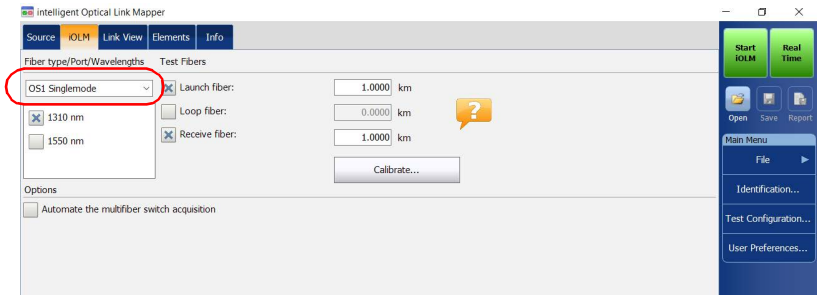 intelligent Optical Link Mapper
Source iOLM Link View Elements Info
Fiber type/Port/Wavelengths Test Fibers
OS1 Singlemode
1310 nm
1550 nm
Launch fiber: 1.0000 km
Loop fiber: 0.0000 km
Receive fiber: 1.0000 km
?
Calibrate...
Options
Automate the multifiber switch acquisition
Start iOLM
Real Time
Open Save Report
Main Menu
File
Identification...
Test Configuration...
User Preferences...